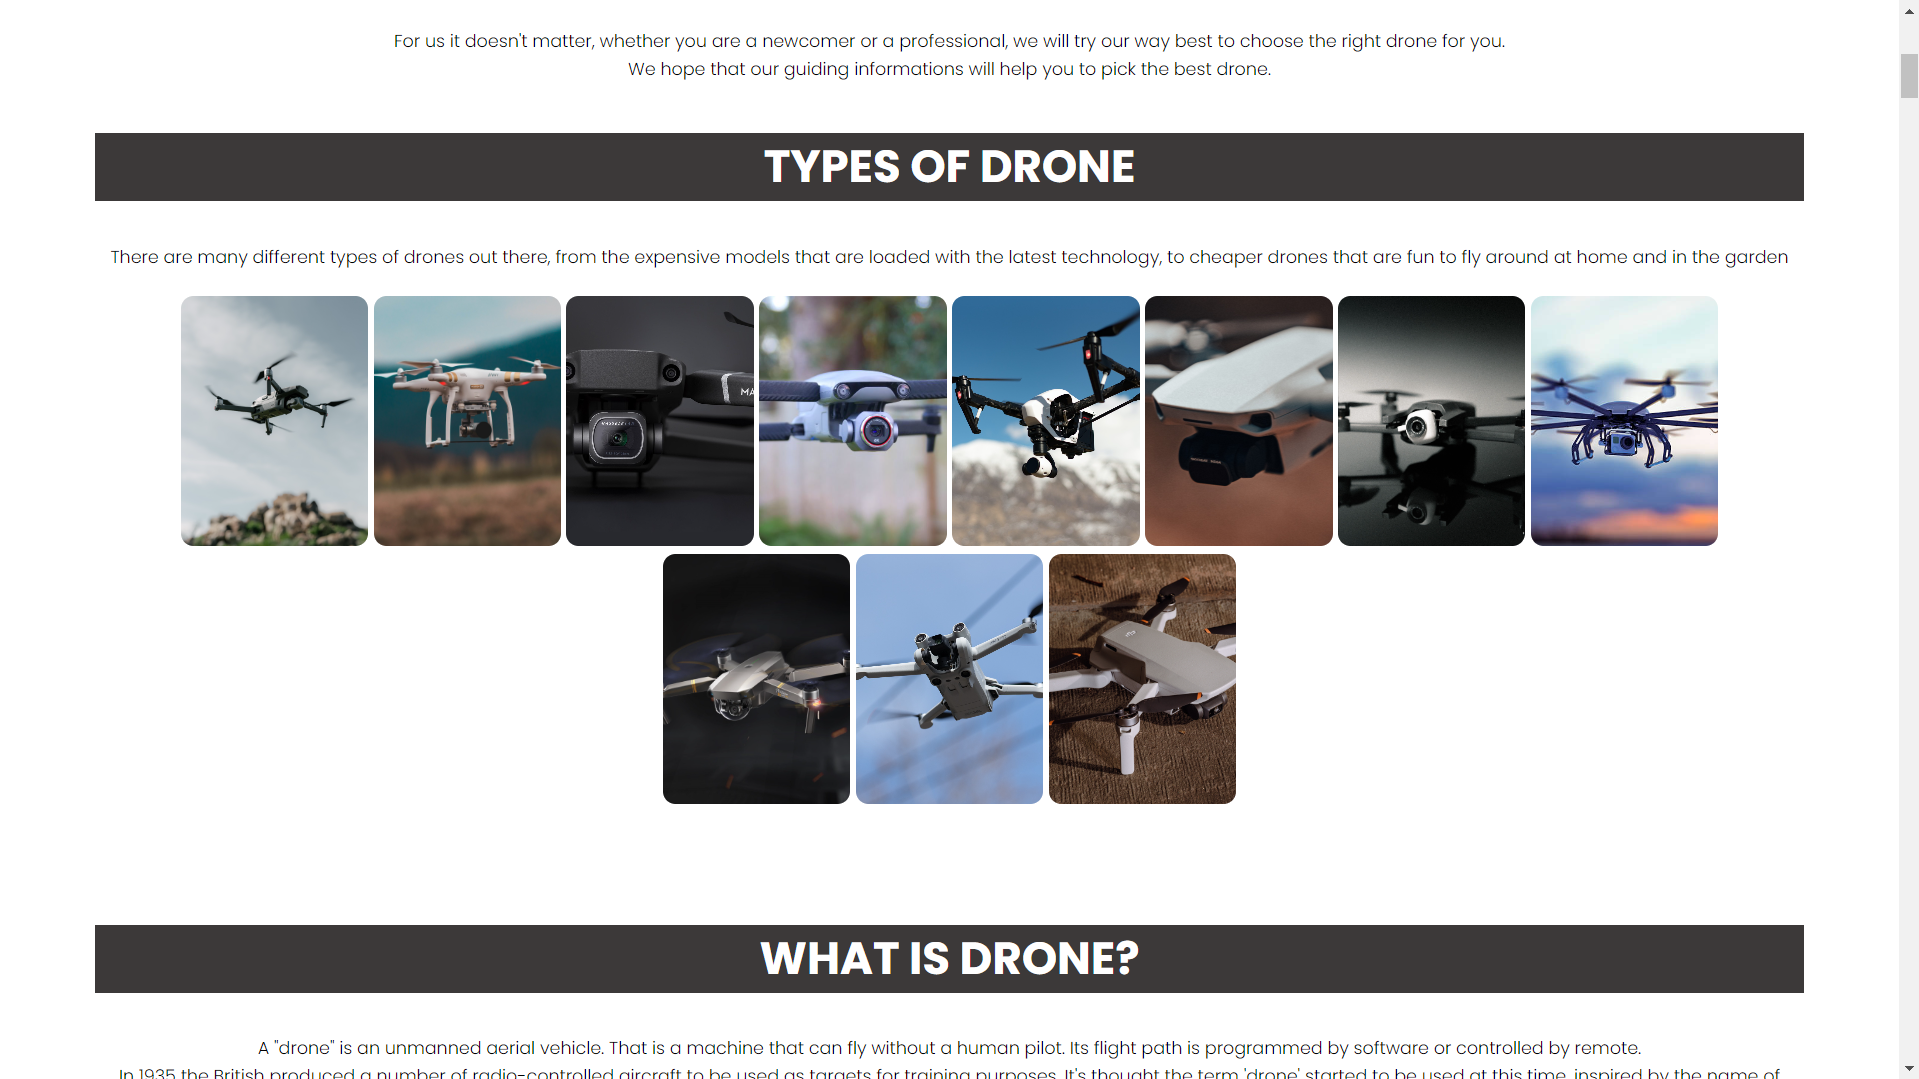 For us it doesn't matter, whether you are a newcomer or a professional, we will try our way best to choose the right drone for you.
We hope that our guiding informations will help you to pick the best drone.
TYPES OF DRONE
There are many different types of drones out there, from the expensive models that are loaded with the latest technology, to cheaper drones that are fun to fly around at home and in the garden
MA
HASSELBLAD
WHAT IS DRONE?
A "drone" is an unmanned aerial vehicle. That is a machine that can fly without a human pilot. Its flight path is programmed by software or controlled by remote.
In 1935 the British produced a number of radio-controlled aircraft to be used as targets for training purposes. It's thought the term 'drone' started to be used at this time, inspired by the name of